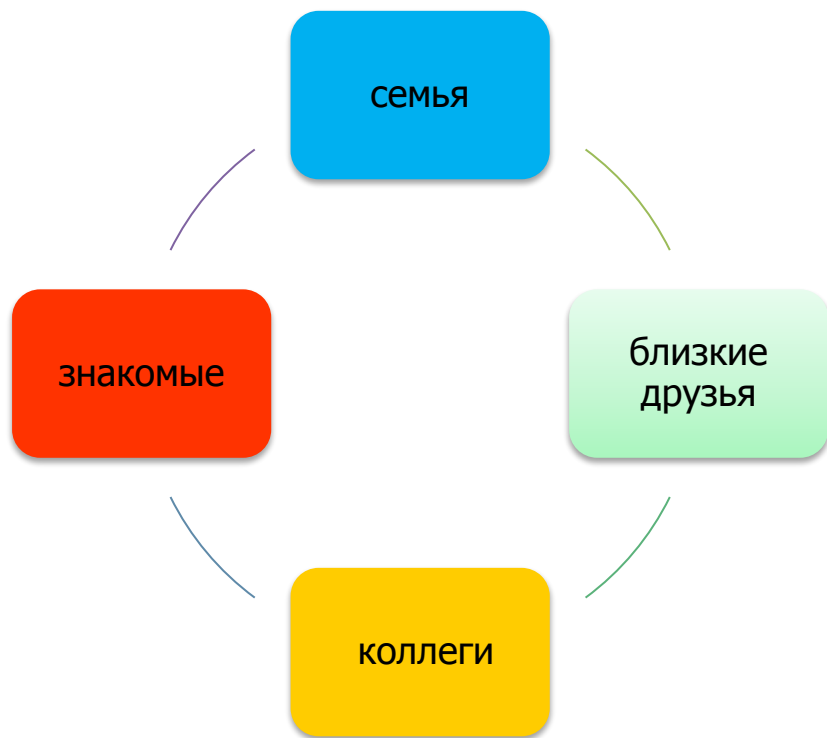 семья
знакомые
близкие
друзья
коллеги